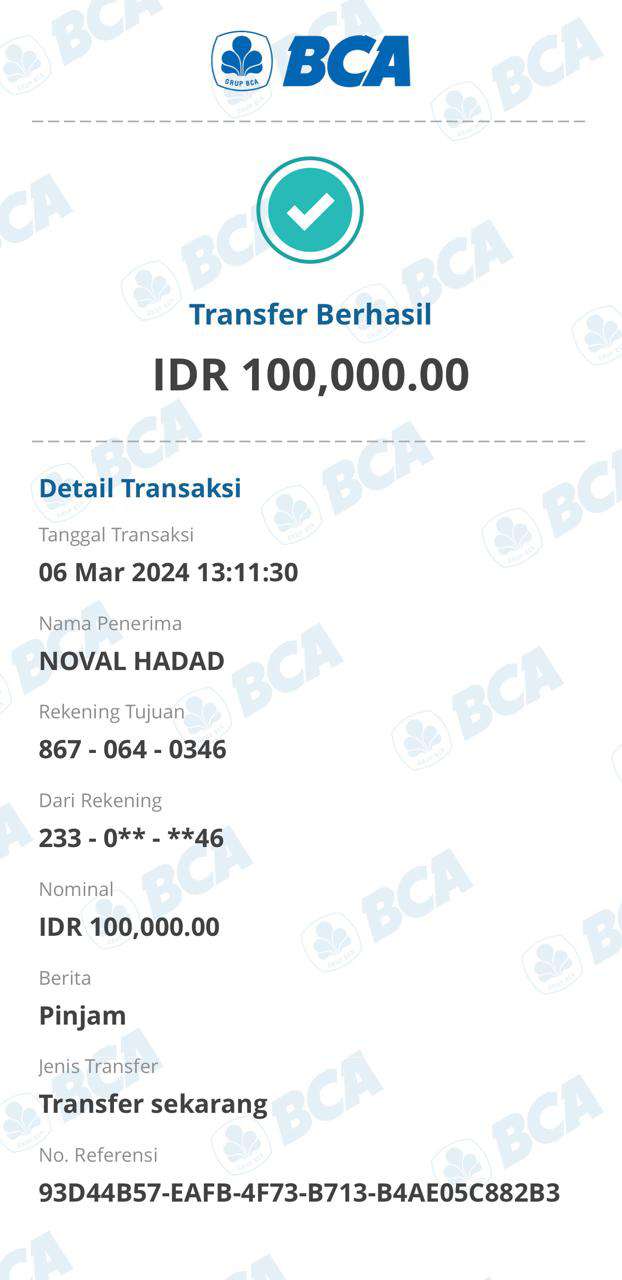 GRUP BCA
BCA
Transfer Berhasil
IDR 100,000.00
Detail Transaksi
Tanggal Transaksi
06 Mar 2024 13:11:30
Nama Penerima
NOVAL HADAD
Rekening Tujuan
867 - 064 - 0346
Dari Rekening
233 - 0** - **46
Nominal
IDR 100,000.00
Berita
Pinjam
Jenis Transfer
Transfer sekarang
No. Referensi
93D44B57-EAFB-4F73-B713-B4AE05C882B3